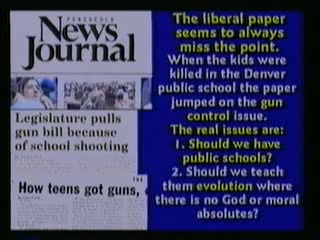 PENSACOLA
News
Journal
Legislature pulls
gun bill because
of school shooting
How teens got guns,
The liberal paper
seems to always
miss the point.
When the kids were
killed in the Denver
public school the paper
jumped on the gun
control issue.
The real issues are:
1. Should we have
public schools?
2. Should we teach
them evolution where
there is no God or moral
absolutes?